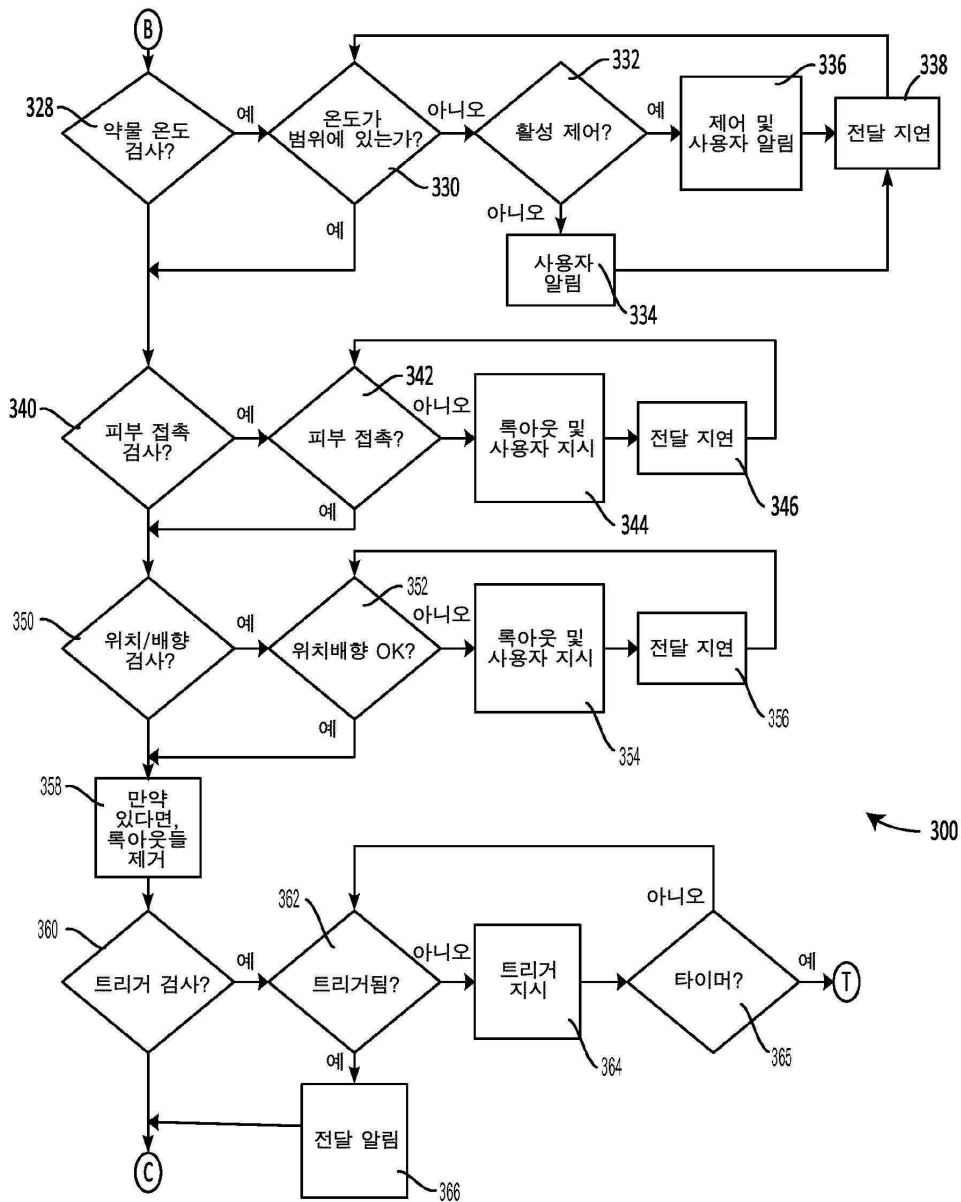 B
328
약물 온도
검사?
예
온도가
범위에 있는가?
330
아니오
332
활성 제어?
예
336
제어 및
사용자 알림
338
전달 지연
예
아니오
사용자
알림
334
340
피부 접촉
검사?
예
342
피부 접촉?
아니오
록아웃 및
사용자 지시
344
전달 지연
346
예
350
위치/배향
검사?
예
352
위치배향 OK?
아니오
록아웃 및
사용자 지시
354
전달 지연
356
예
358
만약
있다면,
록아웃들
제거
300
360
트리거 검사?
예
362
트리거됨?
아니오
트리거
지시
364
아니오
타이머?
365
예
T
예
전달 알림
366
C